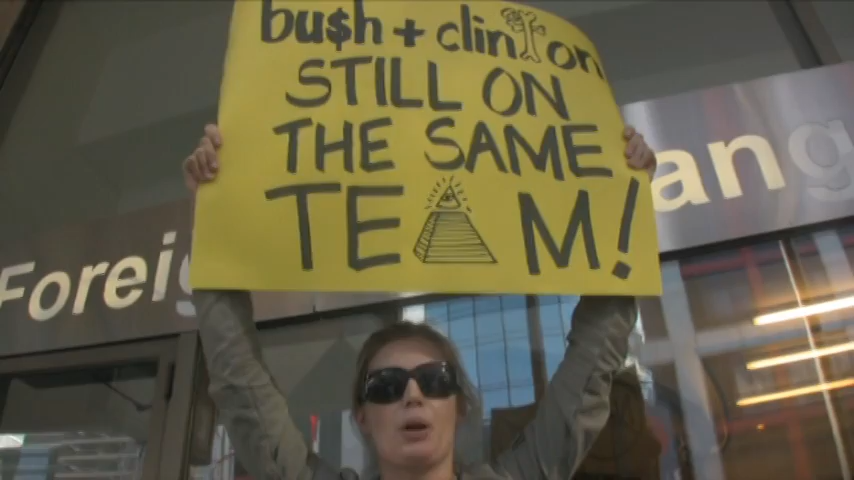 bu$h + clinton
STILL ON
THE SAME
TEAM!
Foreig
ang